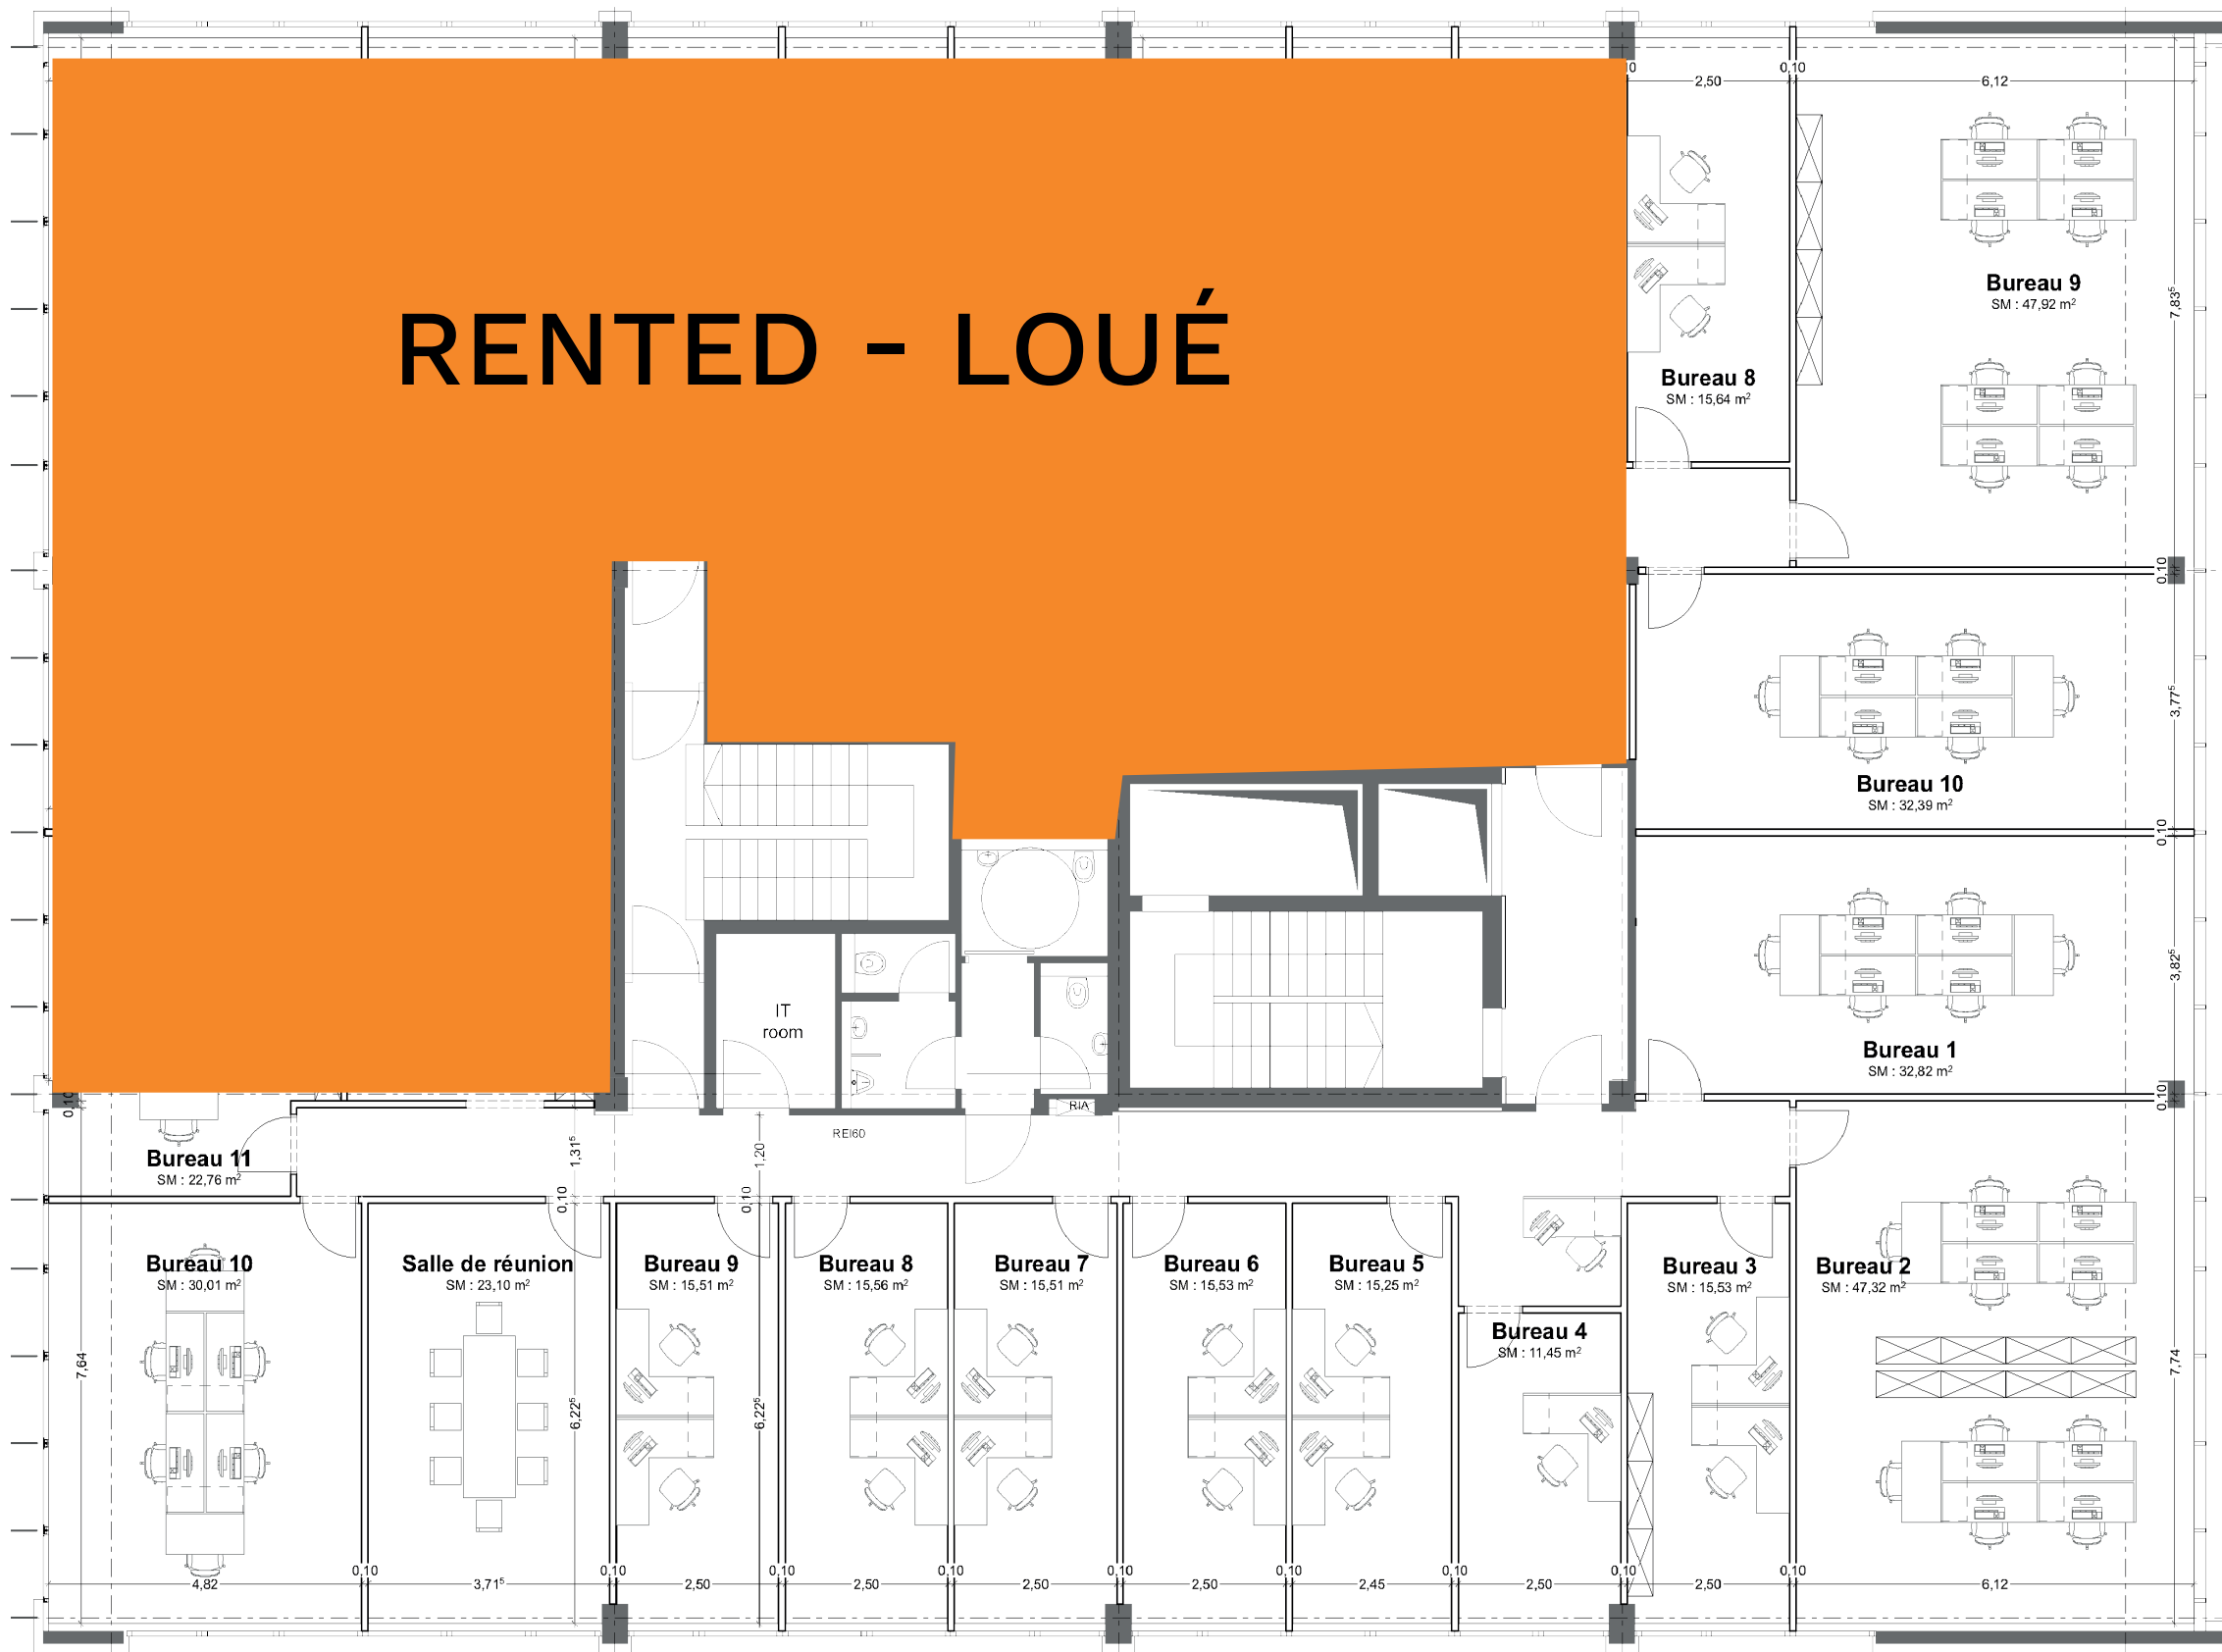 0,10
2,50
6,12
RENTED - LOUÉ
Bureau 9
SM : 47,92 m²
7,83⁵
Bureau 8
SM : 15,64 m²
0,10
3,77⁵
Bureau 10
SM : 32,39 m²
0,10
3,82⁵
IT
room
Bureau 1
SM : 32,82 m²
0,10
0,10
RIA
REI60
1,31⁵
1,20
Bureau 11
SM : 22,76 m²
0,10
0,10
Bureau 10
SM : 30,01 m²
Salle de réunion
SM : 23,10 m²
Bureau 9
SM : 15,51 m²
Bureau 8
SM : 15,56 m²
Bureau 7
SM : 15,51 m²
Bureau 6
SM : 15,53 m²
Bureau 5
SM : 15,25 m²
Bureau 3
SM : 15,53 m²
Bureau 2
SM : 47,32 m²
Bureau 4
SM : 11,45 m²
7,64
6,22⁵
6,22⁵
7,74
0,10
0,10
0,10
0,10
0,10
0,10
0,10
0,10
0,10
4,82
3,71⁵
2,50
2,50
2,50
2,50
2,45
2,50
2,50
6,12